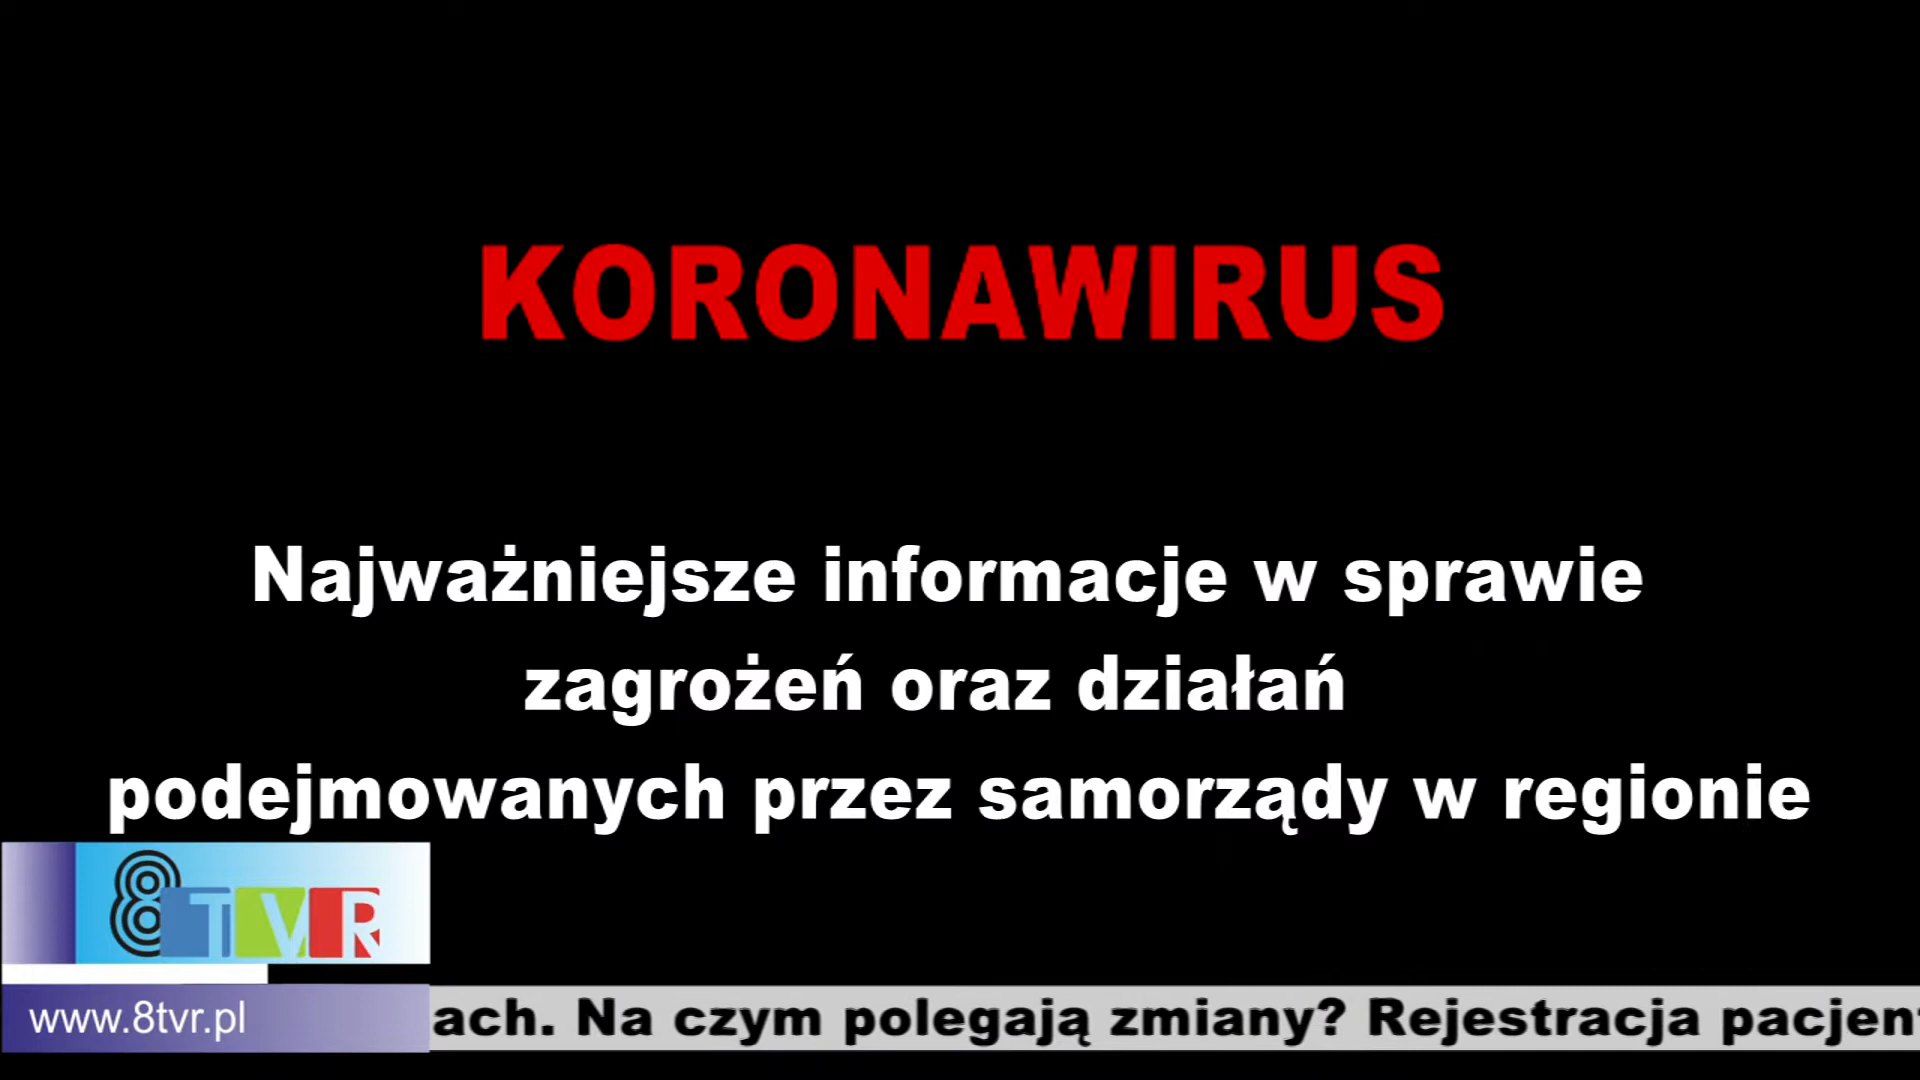 KORONAWIRUS
Najważniejsze informacje w sprawie
zagrożeń oraz działań
podejmowanych przez samorządy w regionie
8TVR
www.8tvr.pl
ach. Na czym polegają zmiany? Rejestracja pacjent